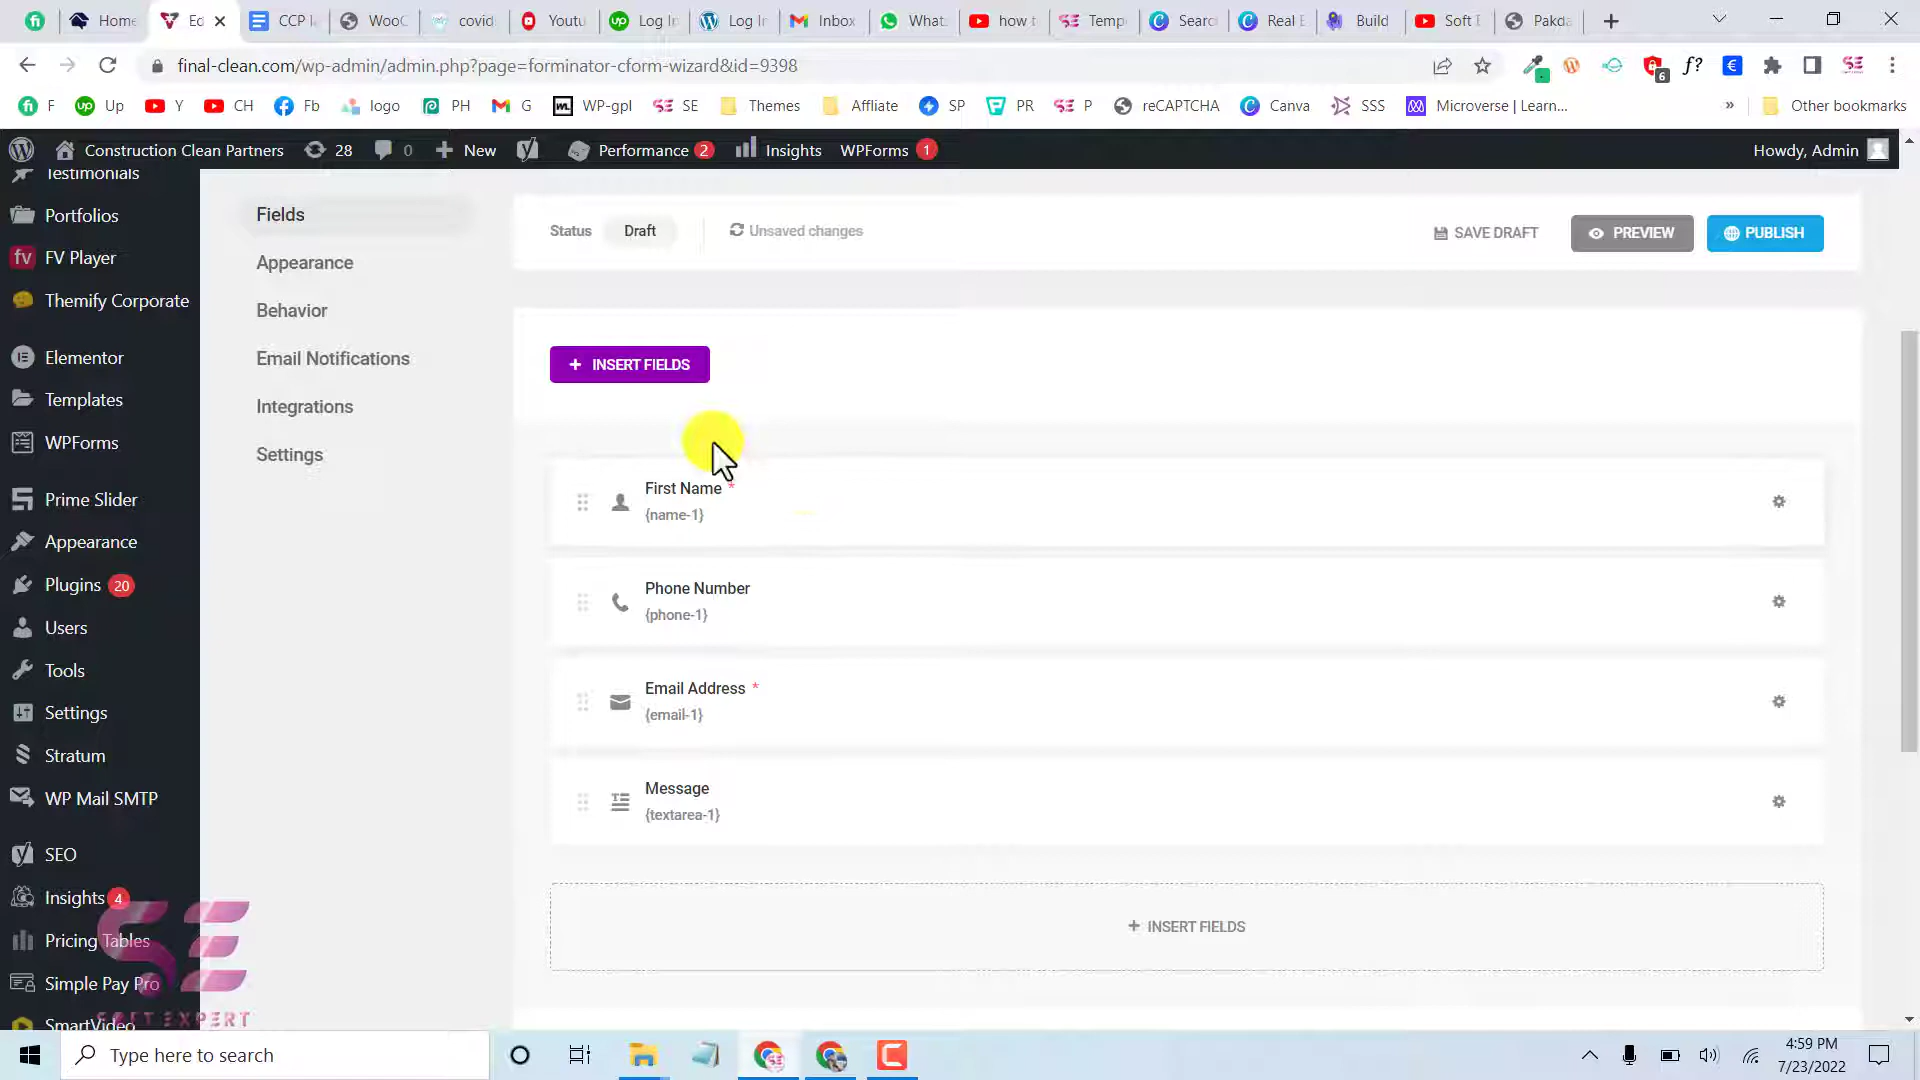 Home
Ed
CCP l
WooC
covid
Youtu
Log In
Log In
Inbox
What
how t
Temp
Searc
Real E
Build
Soft E
Pakda
final-clean.com/wp-admin/admin.php?page=forminator-cform-wizard&id=9398
6
f?
F
Up
Y
CH
Fb
logo
PH
G
WP-gpl
SE
Themes
Affliate
SP
PR
P
reCAPTCHA
Canva
SSS
Microverse | Learn...
»
Other bookmarks
Construction Clean Partners
28
0
New
Performance 2
Insights
WPForms 1
Howdy, Admin
Testimonials
Portfolios
FV Player
Themify Corporate
Elementor
Templates
WPForms
Prime Slider
Appearance
Plugins 20
Users
Tools
Settings
Stratum
WP Mail SMTP
SEO
Insights 4
Pricing Tables
Simple Pay Pro
SmartVideo
SOFT EXPERT
Fields
Appearance
Behavior
Email Notifications
Integrations
Settings
Status Draft Unsaved changes
SAVE DRAFT
PREVIEW
PUBLISH
+ INSERT FIELDS
First Name *
{name-1}
Phone Number
{phone-1}
Email Address *
{email-1}
Message
{textarea-1}
+ INSERT FIELDS
Type here to search
4:59 PM
7/23/2022